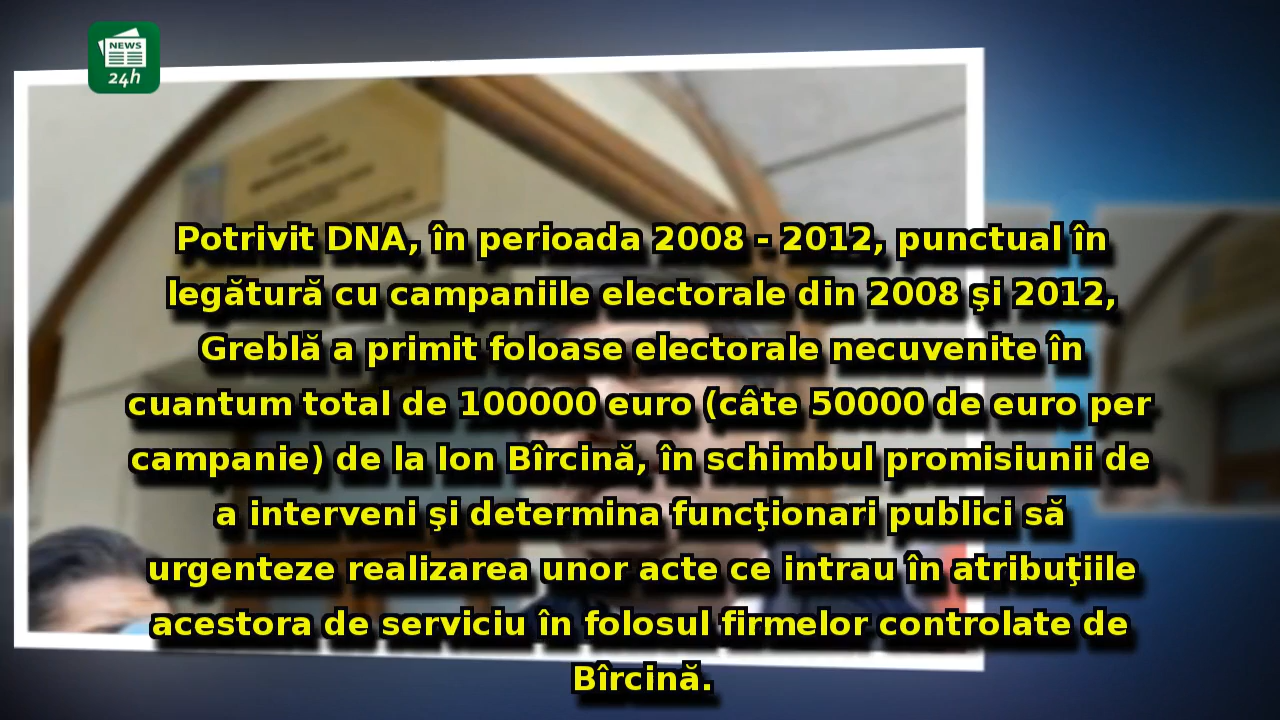 NEWS
24h
Potrivit DNA, în perioada 2008 - 2012, punctual în
legătură cu campaniile electorale din 2008 şi 2012,
Greblă a primit foloase electorale necuvenite în
cuantum total de 100000 euro (câte 50000 de euro per
campanie) de la Ion Bîrcină, în schimbul promisiunii de
a interveni şi determina funcţionari publici să
urgenteze realizarea unor acte ce intrau în atribuţiile
acestora de serviciu în folosul firmelor controlate de
Bîrcină.